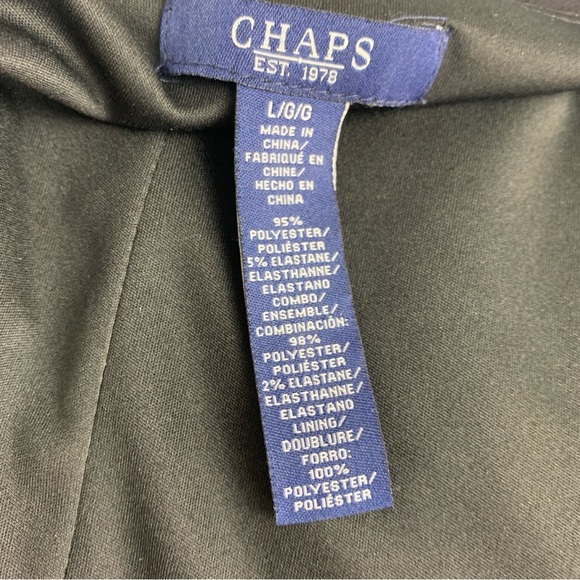 CHAPS
EST. 1978
L/G/G
MADE IN
CHINA/
FABRIQUÉ EN
CHINE/
HECHO EN
CHINA
95%
POLYESTER/
POLIÉSTER
5% ELASTANE/
ELASTHANNE/
ELASTANO
COMBO/
ENSEMBLE/
COMBINACIÓN:
98%
POLYESTER/
POLIÉSTER
2% ELASTANE/
ELASTHANNE/
ELASTANO
LINING/
DOUBLURE/
FORRO:
100%
POLYESTER/
POLIÉSTER